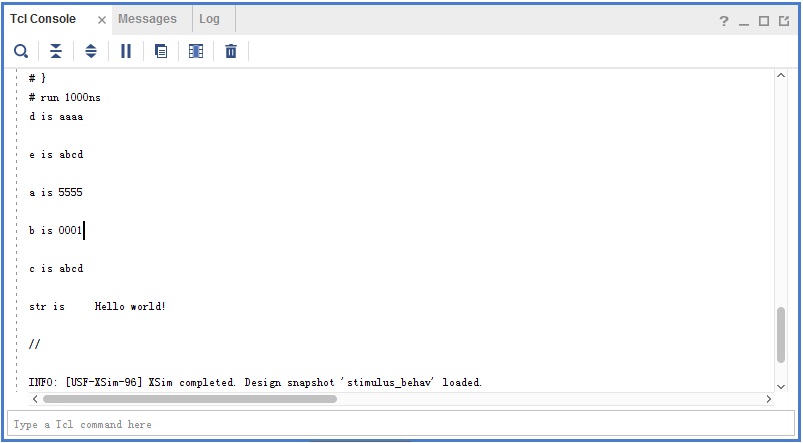 Tcl Console × Messages Log ?
# }
# run 1000ns
d is aaaa
e is abcd
a is 5555
b is 0001
c is abcd
str is    Hello world!
//
INFO: [USF-XSim-96] XSim completed. Design snapshot 'stimulus_behav' loaded.
Type a Tcl command here